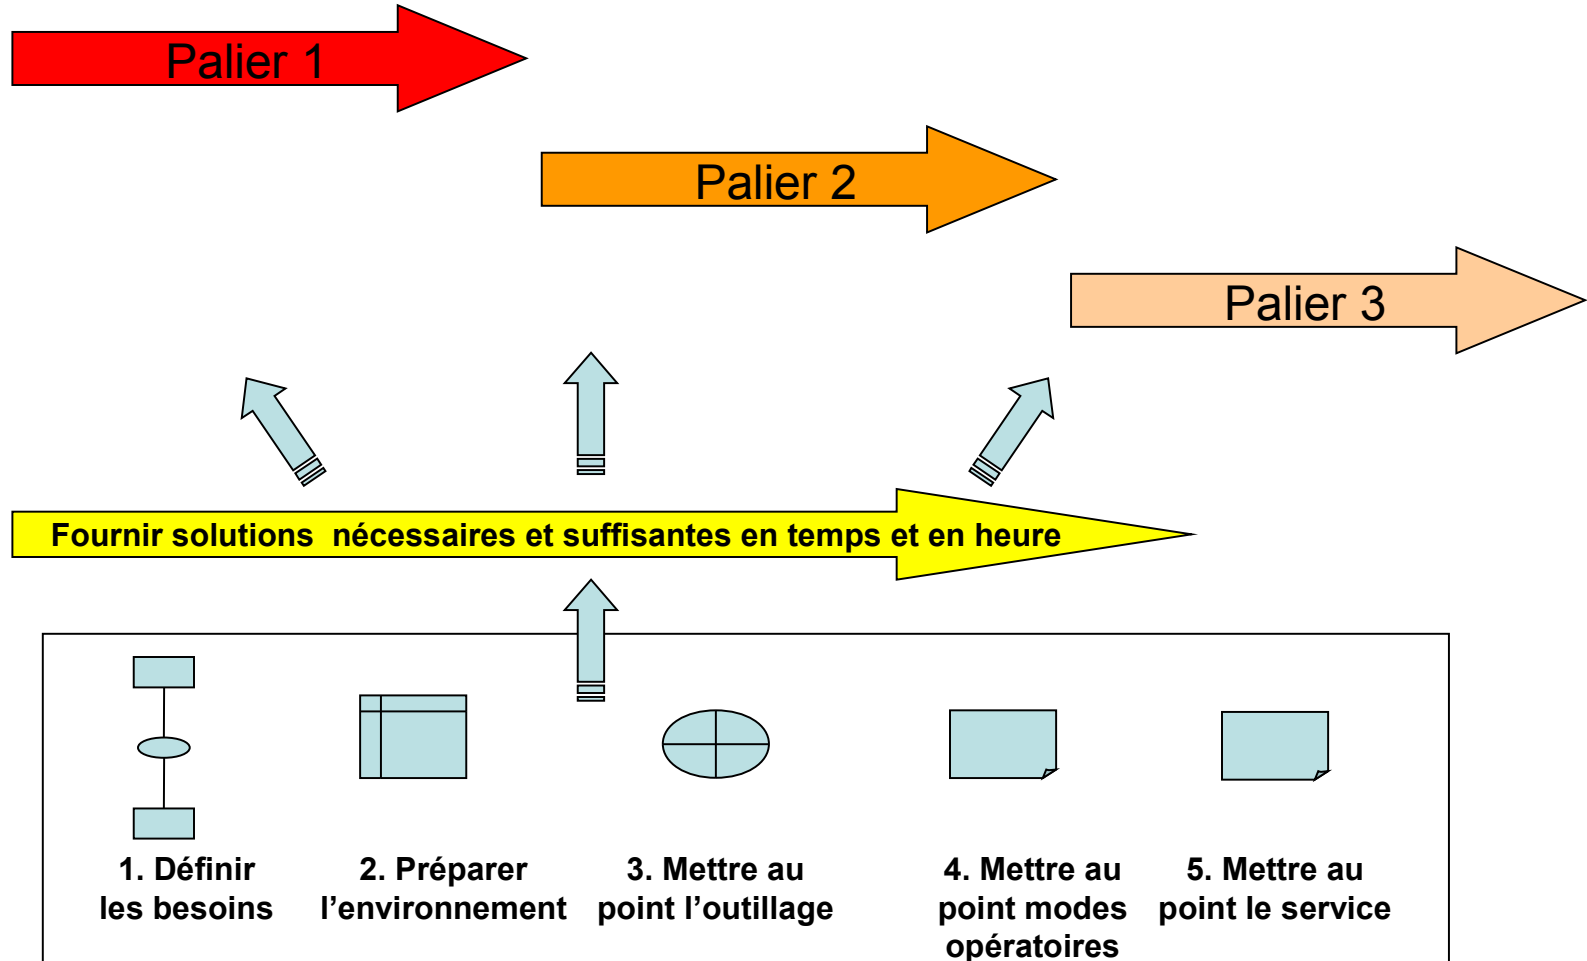 Palier 1
Palier 2
Palier 3
Fournir solutions  nécessaires et suffisantes en temps et en heure
1. Définir
les besoins
2. Préparer
l’environnement
3. Mettre au
point l’outillage
4. Mettre au
point modes
opératoires
5. Mettre au
point le service